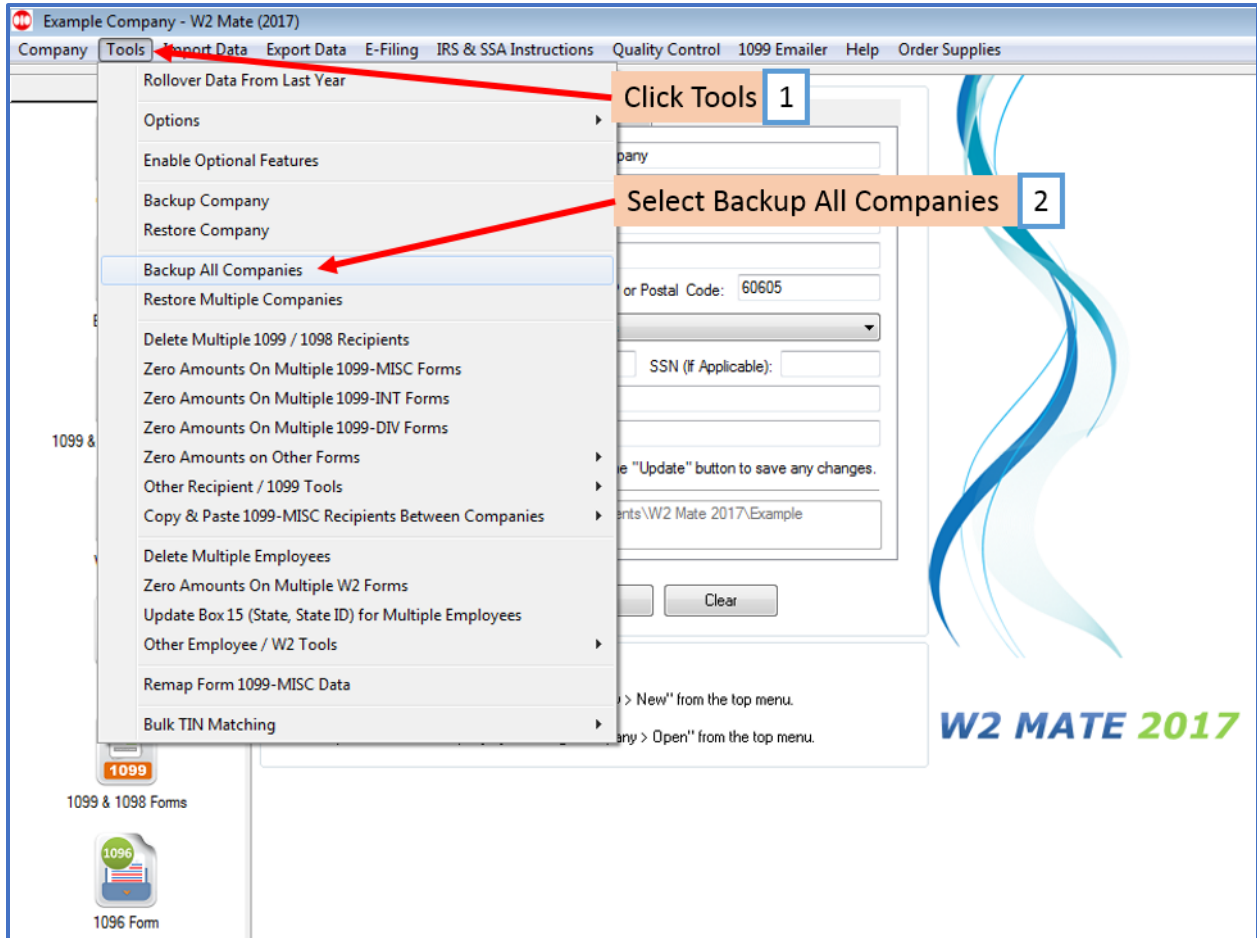 Example Company - W2 Mate (2017)
Company Tools Import Data Export Data E-Filing IRS & SSA Instructions Quality Control 1099 Emailer Help Order Supplies
Rollover Data From Last Year
Click Tools 1
Options
Enable Optional Features
pany
Backup Company
Select Backup All Companies 2
Restore Company
Backup All Companies
or Postal Code: 60605
Restore Multiple Companies
Delete Multiple 1099 / 1098 Recipients
Zero Amounts On Multiple 1099-MISC Forms
SSN (If Applicable):
Zero Amounts On Multiple 1099-INT Forms
Zero Amounts On Multiple 1099-DIV Forms
1099 &
Zero Amounts on Other Forms
e "Update" button to save any changes.
Other Recipient / 1099 Tools
Copy & Paste 1099-MISC Recipients Between Companies
ents\W2 Mate 2017\Example
Delete Multiple Employees
Zero Amounts On Multiple W2 Forms
Clear
Update Box 15 (State, State ID) for Multiple Employees
Other Employee / W2 Tools
Remap Form 1099-MISC Data
> New" from the top menu.
Bulk TIN Matching
any > Open" from the top menu.
W2 MATE 2017
1099
1099 & 1098 Forms
1096
1096 Form